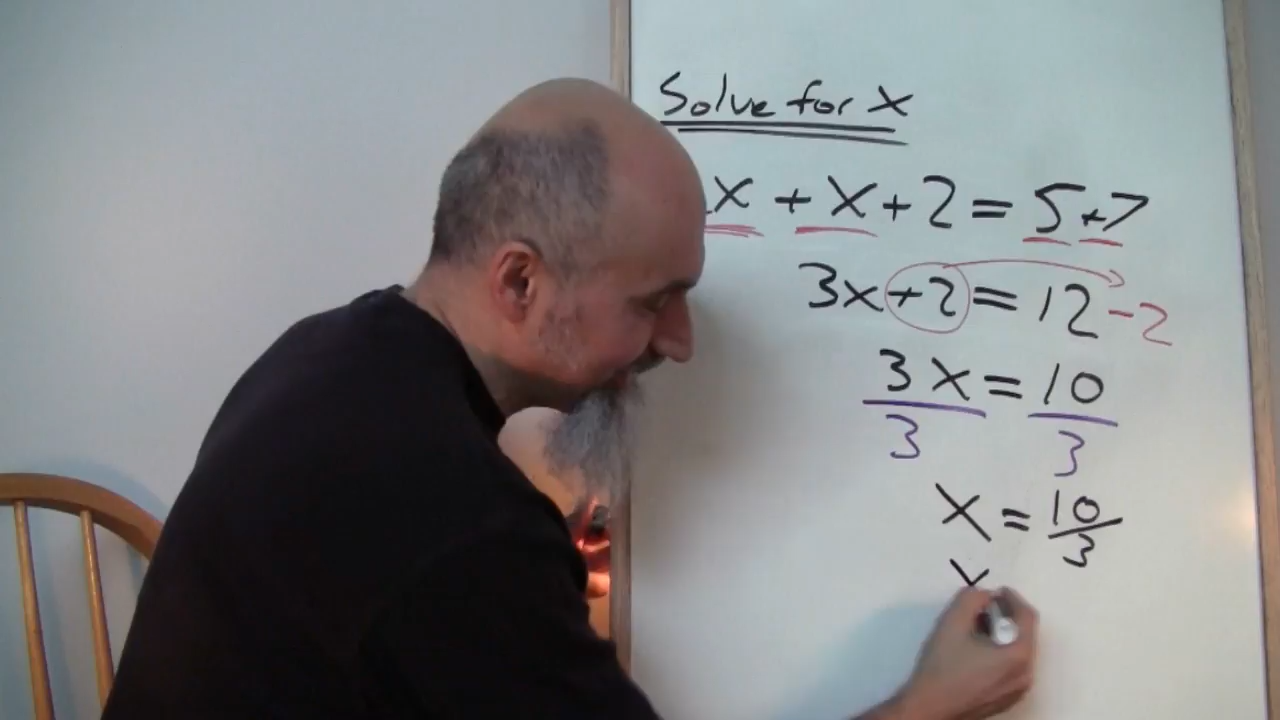 Solve for X
X + X + 2 = 5 + 7
3x + 2 = 12 - 2
3X = 10
3 3
X = 10/3